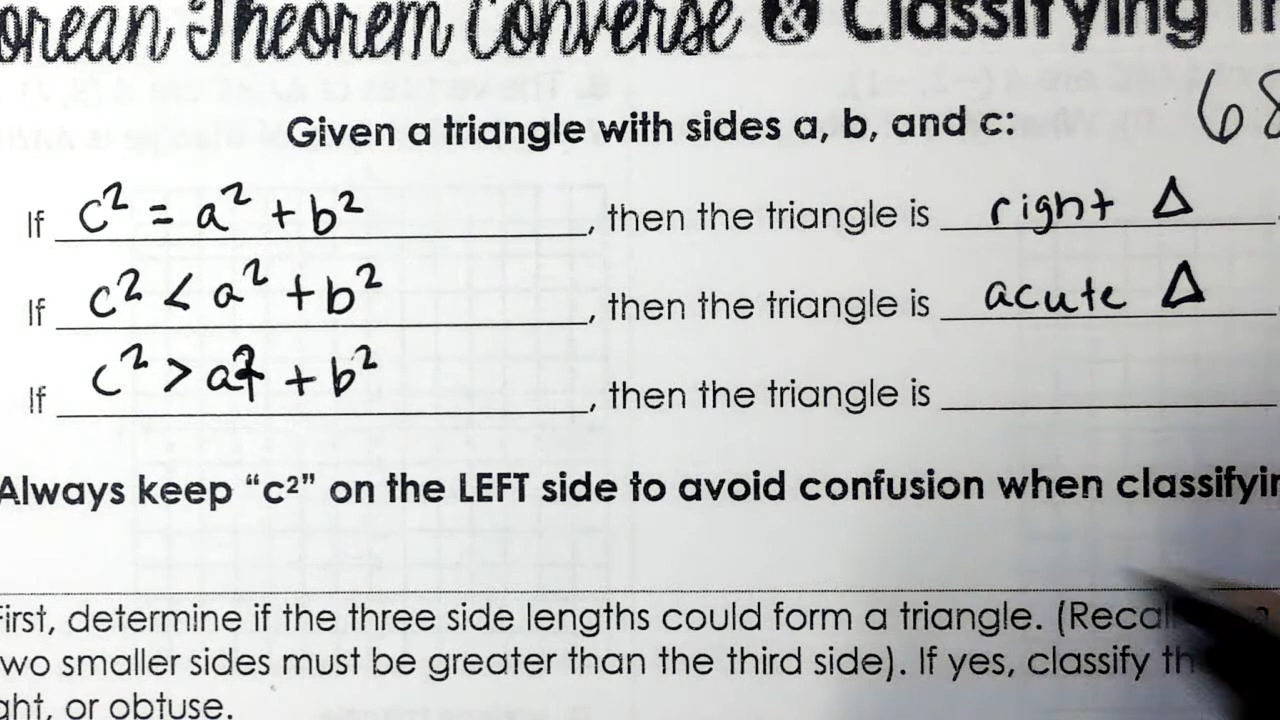 orean Theorem Converse & Classifying
68
Given a triangle with sides a, b, and c:
If c² = a² + b², then the triangle is right Δ
If c² < a² + b², then the triangle is acute Δ
If c² > a² + b², then the triangle is
Always keep “c²” on the LEFT side to avoid confusion when classifyin
First, determine if the three side lengths could form a triangle. (Recal
two smaller sides must be greater than the third side). If yes, classify th
ght, or obtuse.